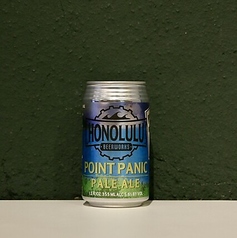 HONOLULU
BEERWORKS
POINT PANIC
PALE ALE